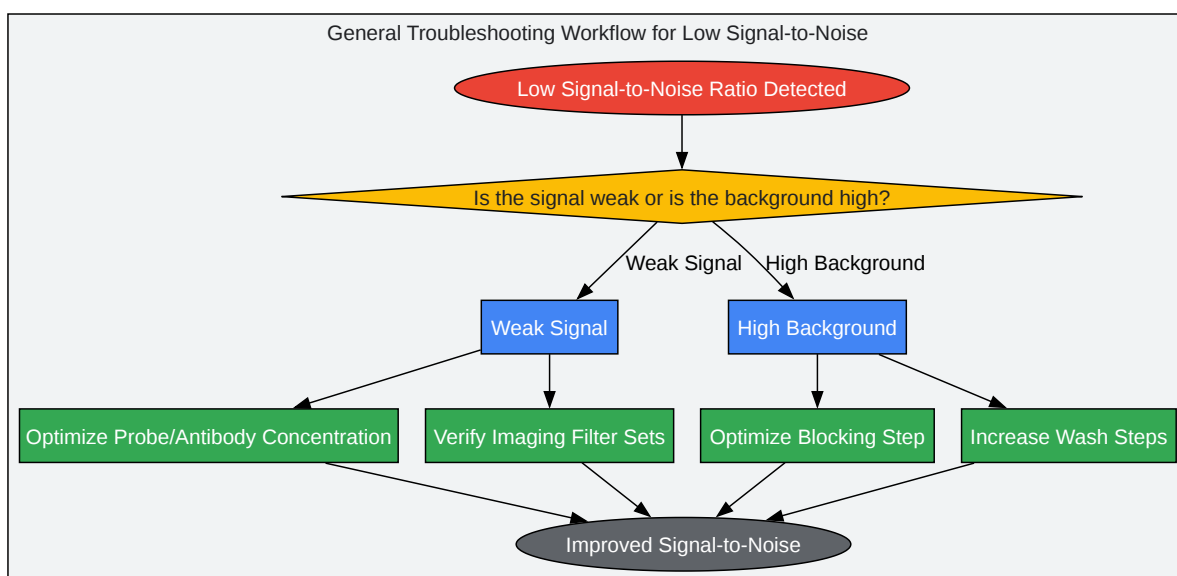 General Troubleshooting Workflow for Low Signal-to-Noise
Low Signal-to-Noise Ratio Detected
Is the signal weak or is the background high?
Weak Signal
High Background
Weak Signal
High Background
Optimize Probe/Antibody Concentration
Verify Imaging Filter Sets
Optimize Blocking Step
Increase Wash Steps
Improved Signal-to-Noise